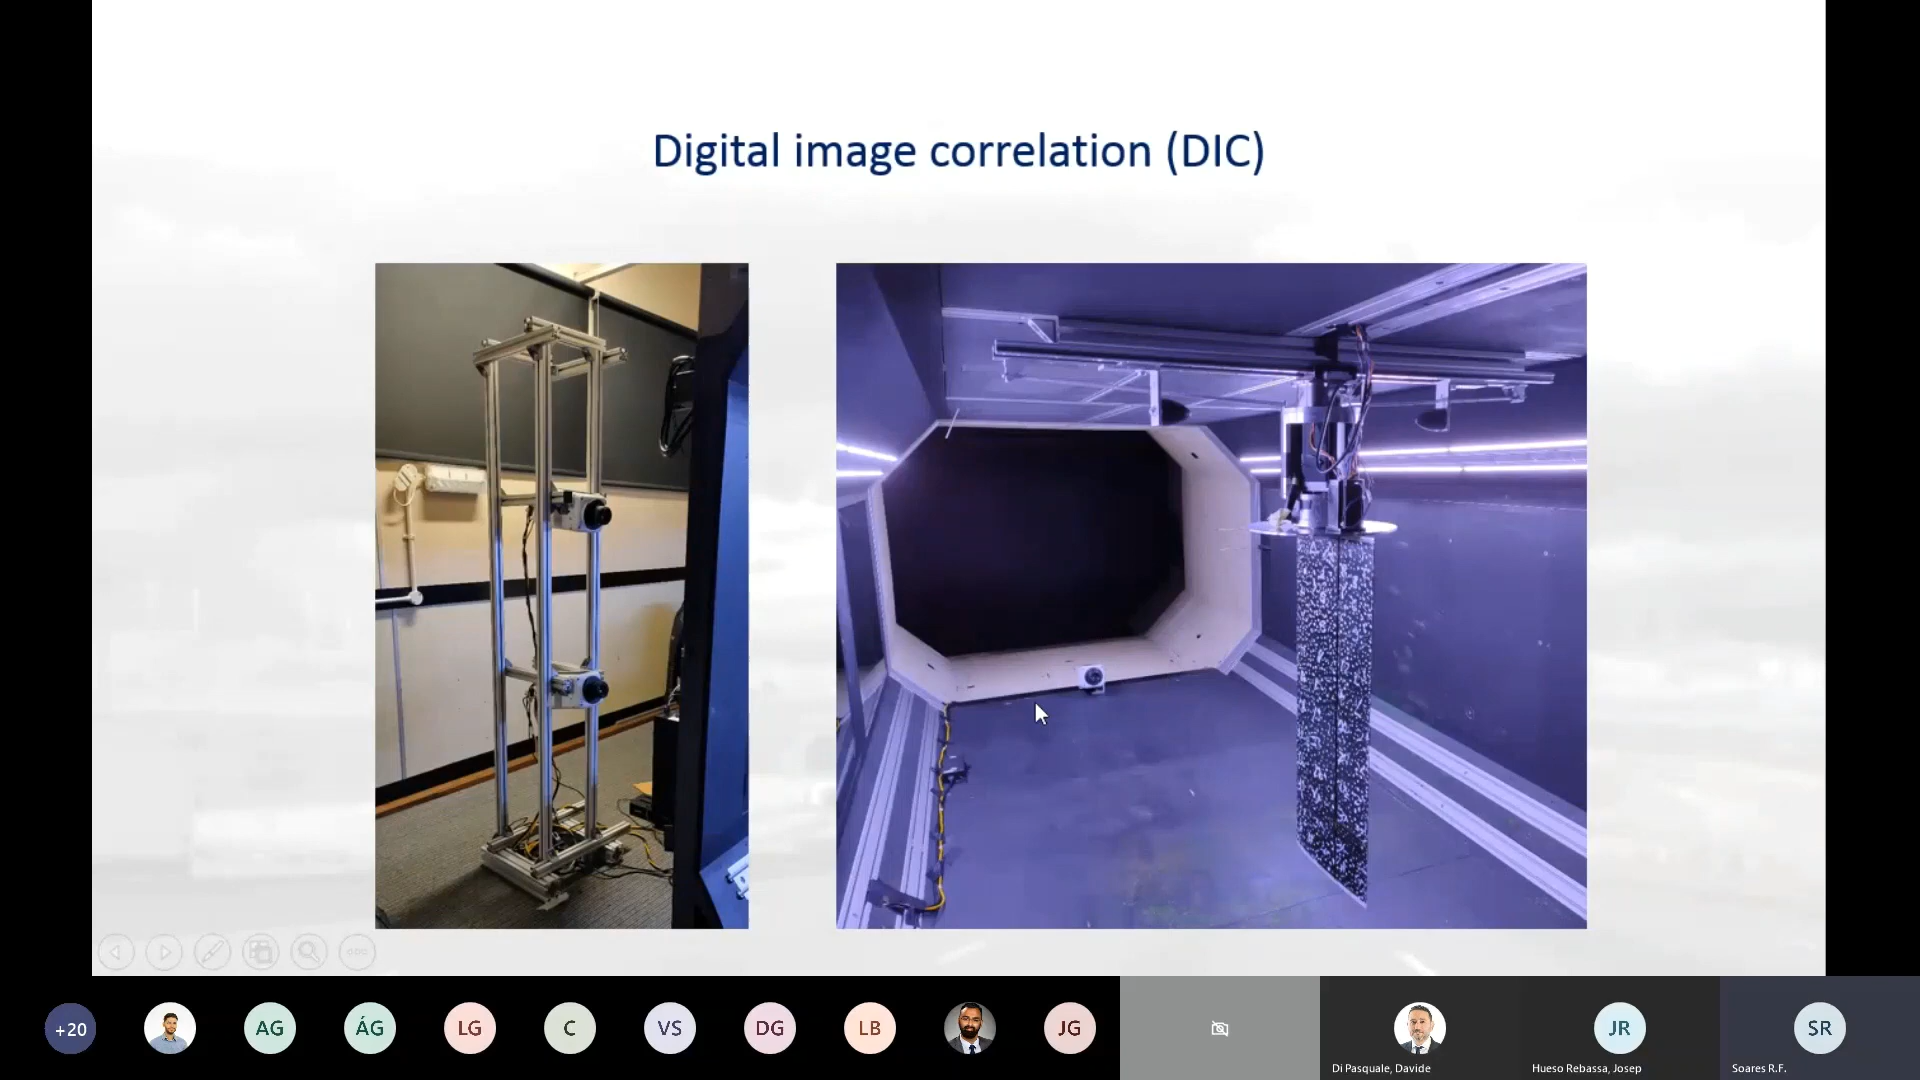 Digital image correlation (DIC)
+20
AG
ÁG
LG
C
VS
DG
LB
JG
JR
SR
Di Pasquale, Davide
Hueso Rebassa, Josep
Soares R.F.